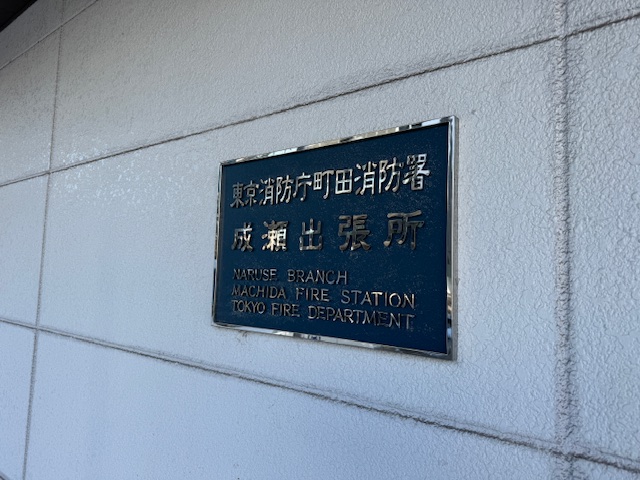 東京消防庁町田消防署
成瀬出張所
NARUSE BRANCH
MACHIDA FIRE STATION
TOKYO FIRE DEPARTMENT